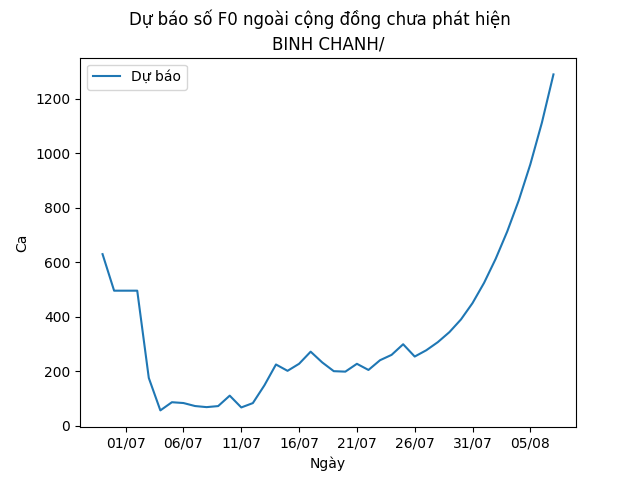 Dự báo số F0 ngoài cộng đồng chưa phát hiện
BINH CHANH/
Dự báo
Ca
1200
1000
800
600
400
200
0
01/07 06/07 11/07 16/07 21/07 26/07 31/07 05/08
Ngày